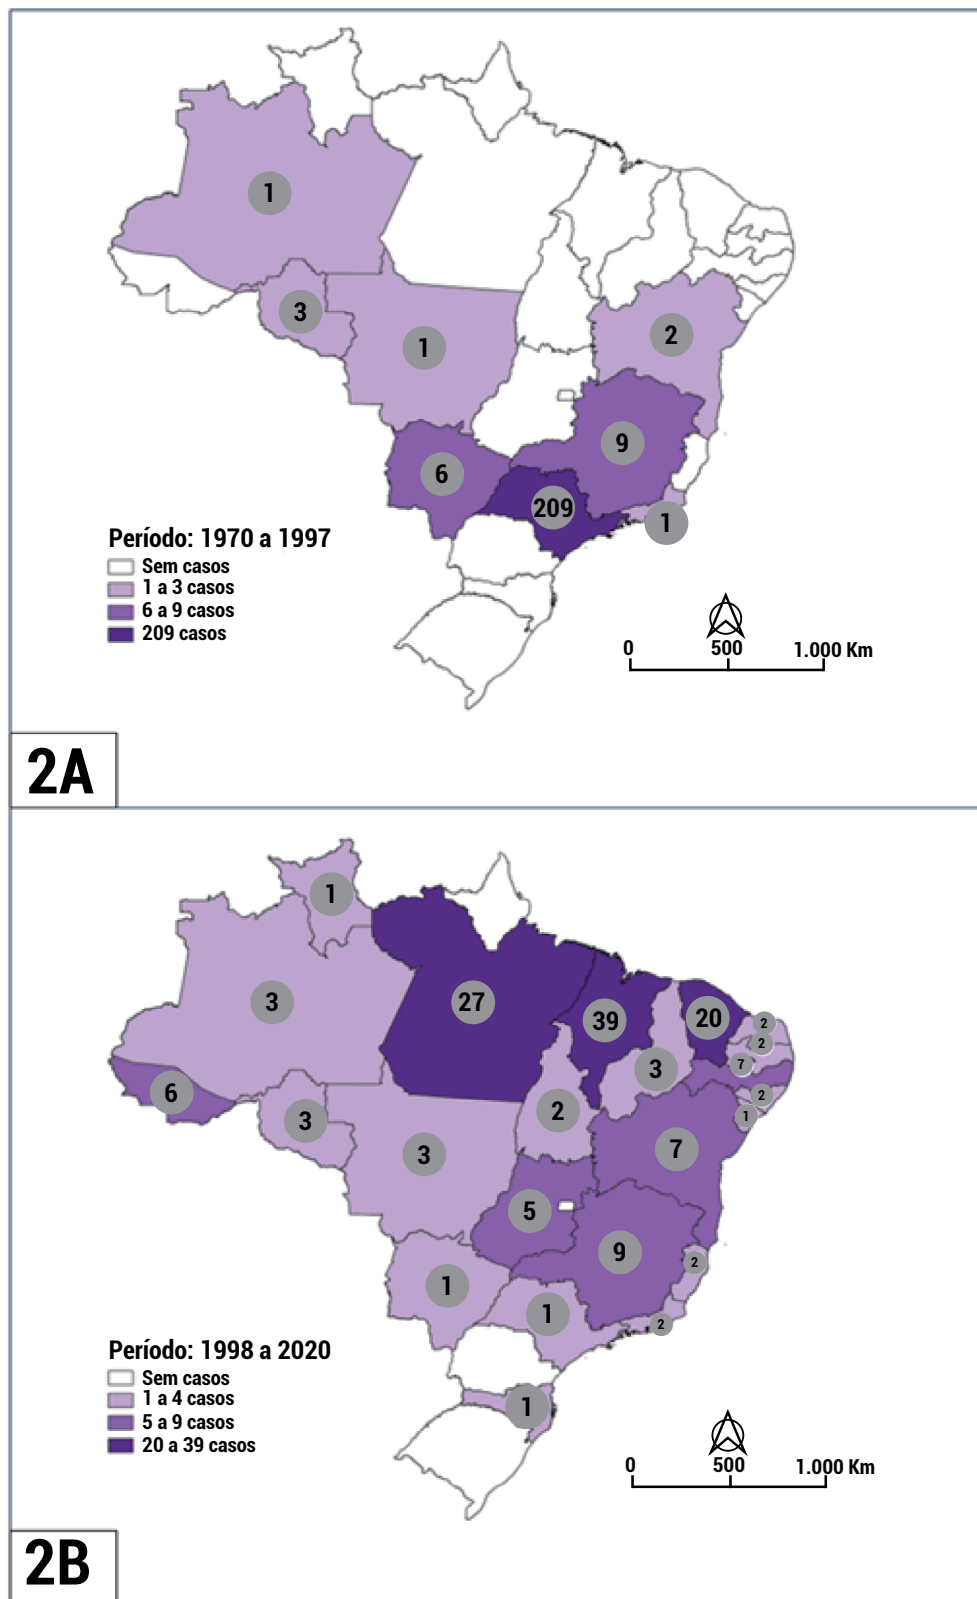 1
3
1
2
9
6
209
1
Período: 1970 a 1997
Sem casos
1 a 3 casos
6 a 9 casos
209 casos
0 500 1.000 Km
2A
1
3
27
39
20
2
2
7
2
1
3
6
3
2
3
7
5
9
2
1
1
2
1
Período: 1998 a 2020
Sem casos
1 a 4 casos
5 a 9 casos
20 a 39 casos
0 500 1.000 Km
2B